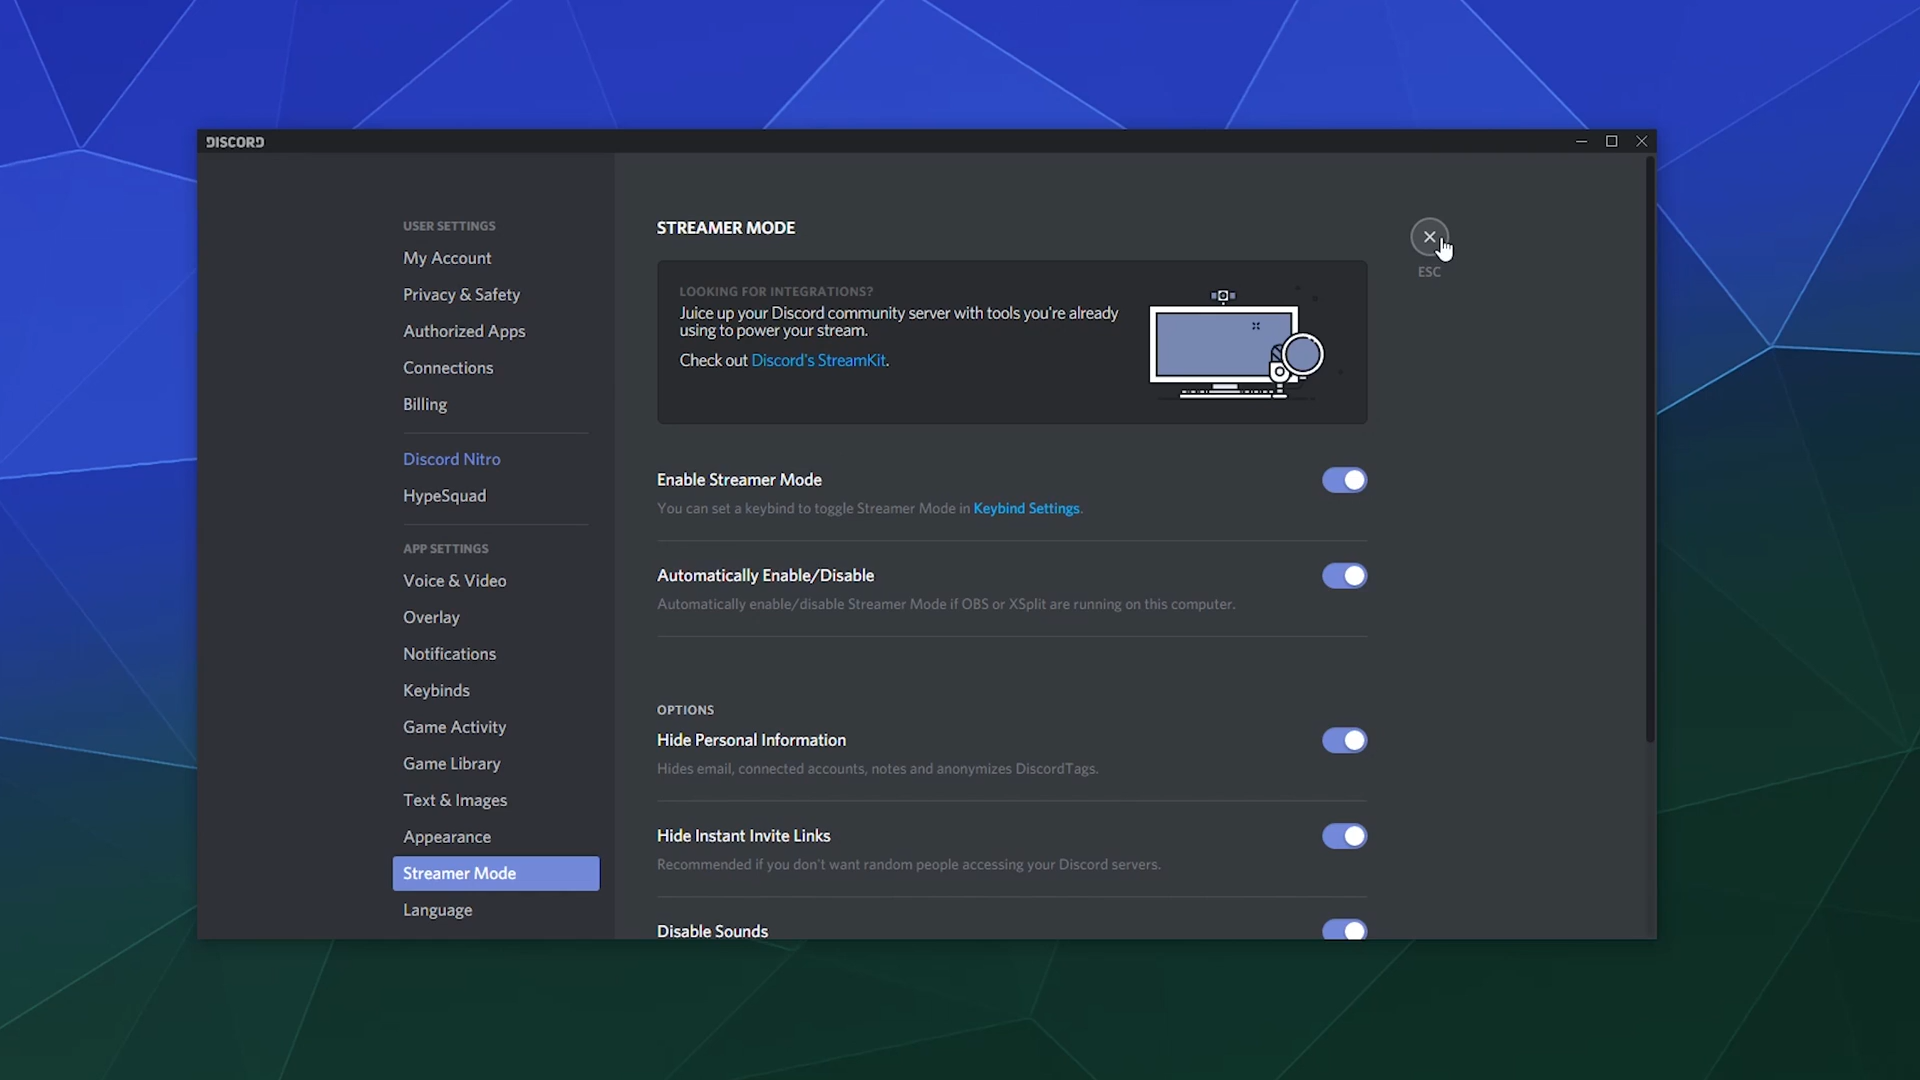 DISCORD
USER SETTINGS
My Account
Privacy & Safety
Authorized Apps
Connections
Billing
Discord Nitro
HypeSquad
APP SETTINGS
Voice & Video
Overlay
Notifications
Keybinds
Game Activity
Game Library
Text & Images
Appearance
Streamer Mode
Language
STREAMER MODE
ESC
LOOKING FOR INTEGRATIONS?
Juice up your Discord community server with tools you're already
using to power your stream.
Check out Discord's StreamKit.
Enable Streamer Mode
You can set a keybind to toggle Streamer Mode in Keybind Settings.
Automatically Enable/Disable
Automatically enable/disable Streamer Mode if OBS or XSplit are running on this computer.
OPTIONS
Hide Personal Information
Hides email, connected accounts, notes and anonymizes DiscordTags.
Hide Instant Invite Links
Recommended if you don't want random people accessing your Discord servers.
Disable Sounds